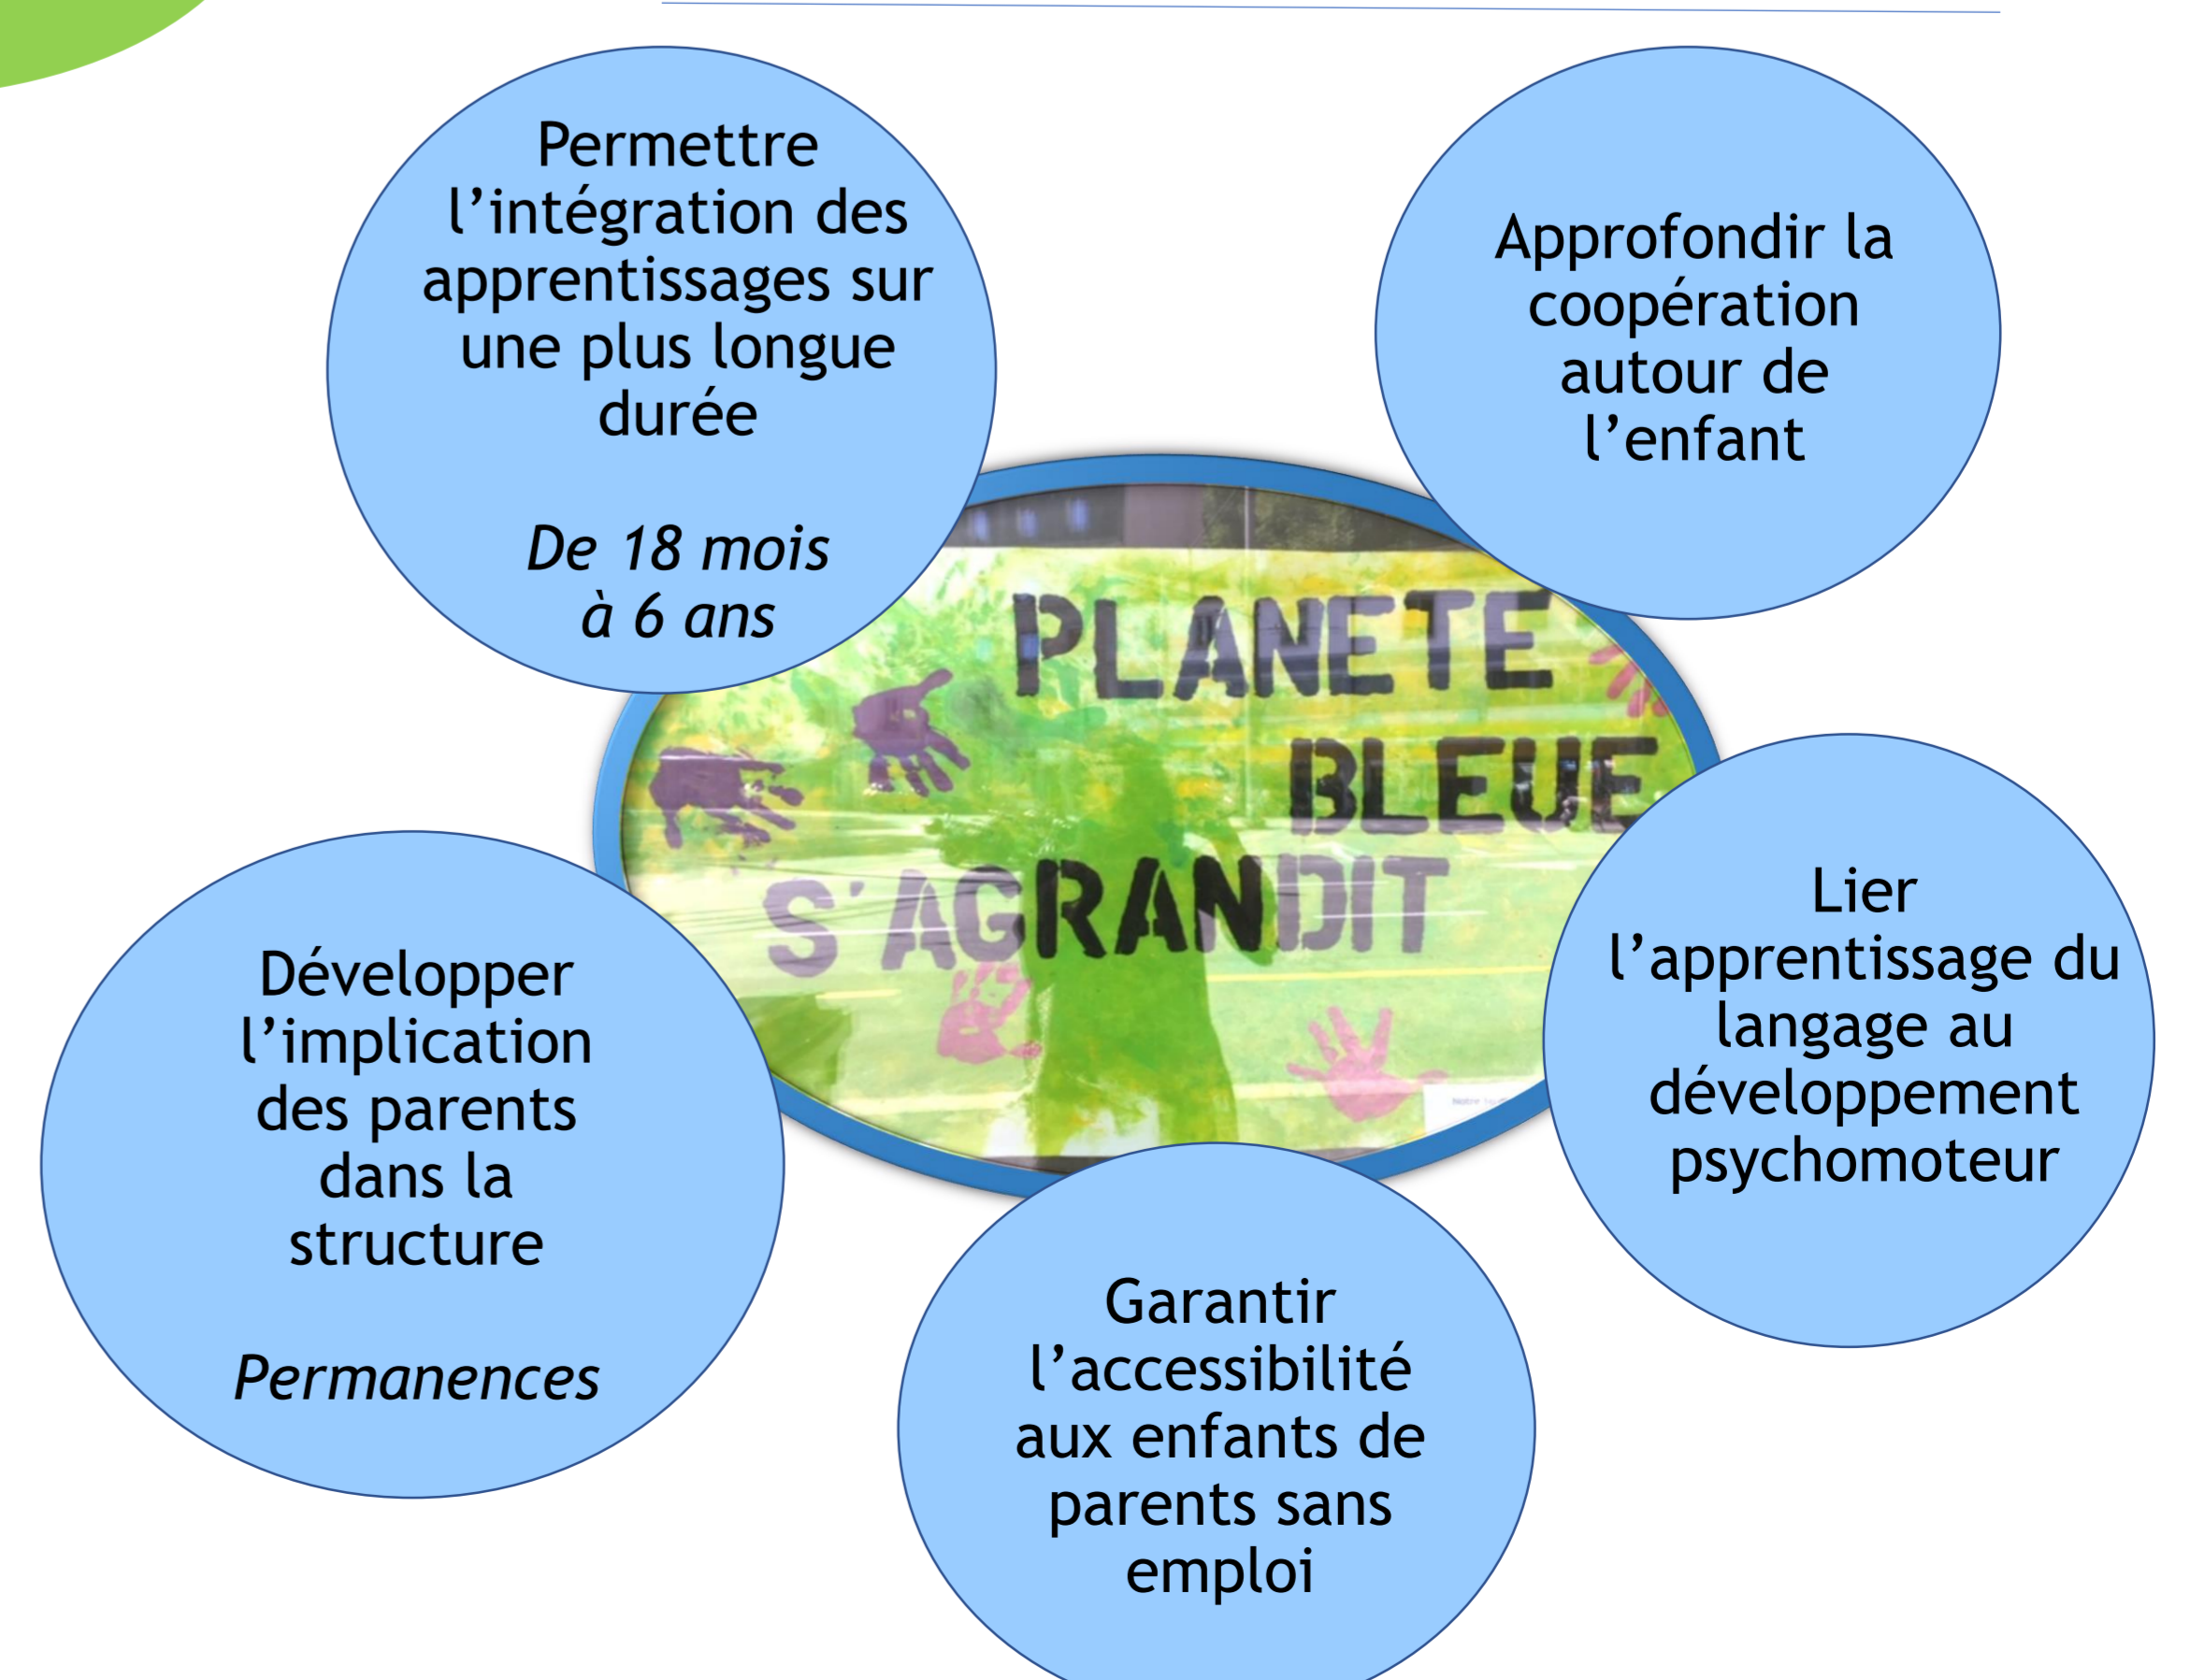 Permettre
l’intégration des
apprentissages sur
une plus longue
durée
De 18 mois
à 6 ans
Approfondir la
coopération
autour de
l’enfant
PLANETE
BLEUE
S'AGRANDIT
Notre
Lier
l’apprentissage du
langage au
développement
psychomoteur
Développer
l’implication
des parents
dans la
structure
Permanences
Garantir
l’accessibilité
aux enfants de
parents sans
emploi